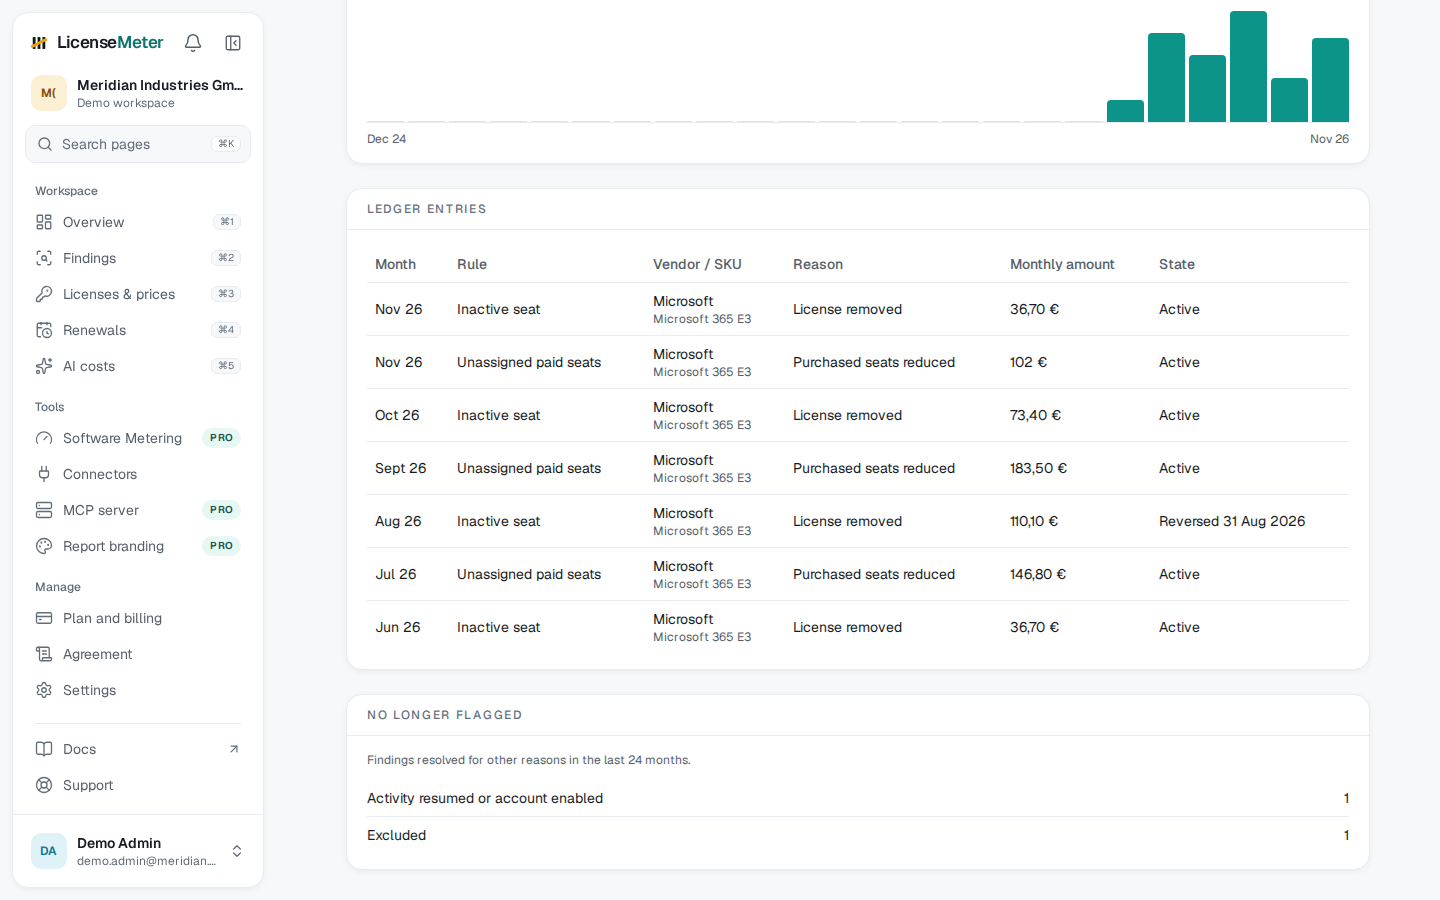 LicenseMeter
M(
Meridian Industries Gm...
Demo workspace
Search pages ⌘K
Workspace
Overview ⌘1
Findings ⌘2
Licenses & prices ⌘3
Renewals ⌘4
AI costs ⌘5
Tools
Software Metering PRO
Connectors
MCP server PRO
Report branding PRO
Manage
Plan and billing
Agreement
Settings
Docs
Support
DA
Demo Admin
demo.admin@meridian....
Dec 24 Nov 26
LEDGER ENTRIES
Month Rule Vendor / SKU Reason Monthly amount State
Nov 26 Inactive seat Microsoft License removed 36,70 € Active
Microsoft 365 E3
Nov 26 Unassigned paid seats Microsoft Purchased seats reduced 102 € Active
Microsoft 365 E3
Oct 26 Inactive seat Microsoft License removed 73,40 € Active
Microsoft 365 E3
Sept 26 Unassigned paid seats Microsoft Purchased seats reduced 183,50 € Active
Microsoft 365 E3
Aug 26 Inactive seat Microsoft License removed 110,10 € Reversed 31 Aug 2026
Microsoft 365 E3
Jul 26 Unassigned paid seats Microsoft Purchased seats reduced 146,80 € Active
Microsoft 365 E3
Jun 26 Inactive seat Microsoft License removed 36,70 € Active
Microsoft 365 E3
NO LONGER FLAGGED
Findings resolved for other reasons in the last 24 months.
Activity resumed or account enabled 1
Excluded 1